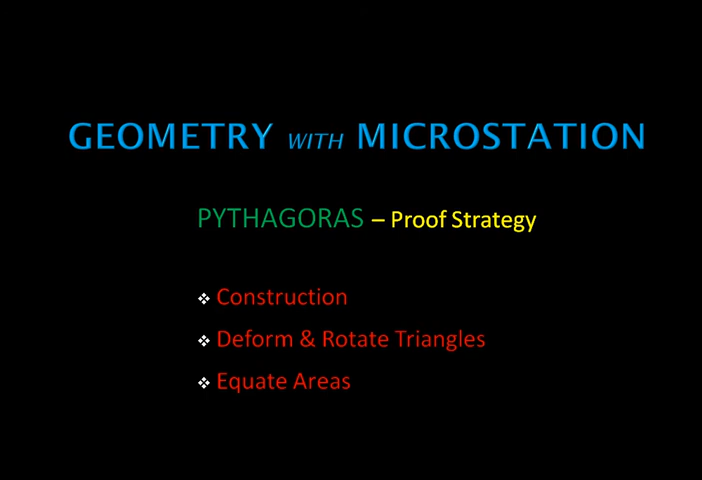 GEOMETRY WITH MICROSTATION
PYTHAGORAS – Proof Strategy
❖ Construction
❖ Deform & Rotate Triangles
❖ Equate Areas